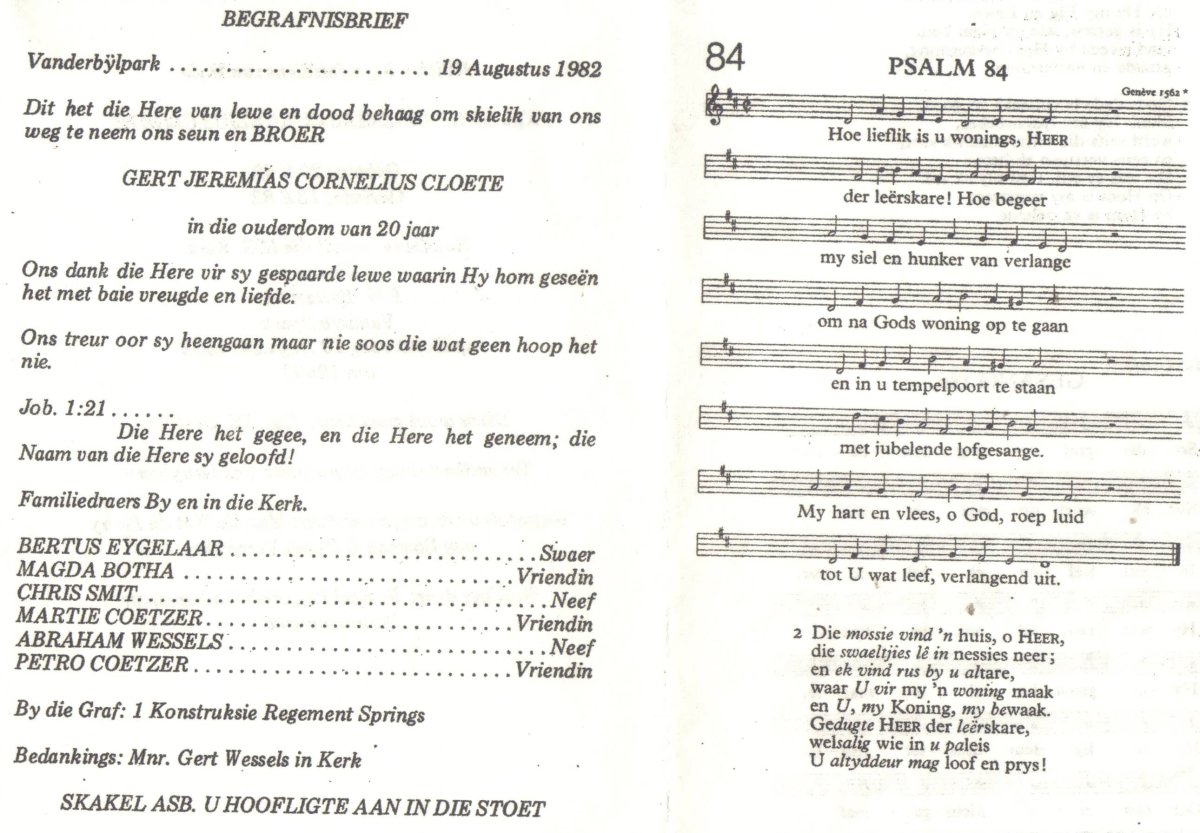 BEGRAFNISBRIEF
Vanderbÿlpark ........................ 19 Augustus 1982
Dit het die Here van lewe en dood behaag om skielik van ons
weg te neem ons seun en BROER
GERT JEREMIAS CORNELIUS CLOETE
in die ouderdom van 20 jaar
Ons dank die Here vir sy gespaarde lewe waarin Hy hom geseën
het met baie vreugde en liefde.
Ons treur oor sy heengaan maar nie soos die wat geen hoop het
nie.
Job. 1:21 ......
Die Here het gegee, en die Here het geneem; die
Naam van die Here sy geloofd!
Familiedraers By en in die Kerk.
BERTUS EYGELAAR ............................ Swaer
MAGDA BOTHA .............................. Vriendin
CHRIS SMIT..................................... Neef
MARTIE COETZER ............................ Vriendin
ABRAHAM WESSELS ............................ Neef
PETRO COETZER ............................. Vriendin
By die Graf: 1 Konstruksie Regement Springs
Bedankings: Mnr. Gert Wessels in Kerk
SKAKEL ASB. U HOOFLIGTE AAN IN DIE STOET
84
PSALM 84
Genève 1562 *
Hoe lieflik is u wonings, HEER
der leërskare! Hoe begeer
my siel en hunker van verlange
om na Gods woning op te gaan
en in u tempelpoort te staan
met jubelende lofgesange.
My hart en vlees, o God, roep luid
tot U wat leef, verlangend uit.
2 Die mossie vind 'n huis, o HEER,
die swaeltjies lê in nessies neer;
en ek vind rus by u altare,
waar U vir my 'n woning maak
en U, my Koning, my bewaak.
Gedugte HEER der leërskare,
welsalig wie in u paleis
U altyddeur mag loof en prys!